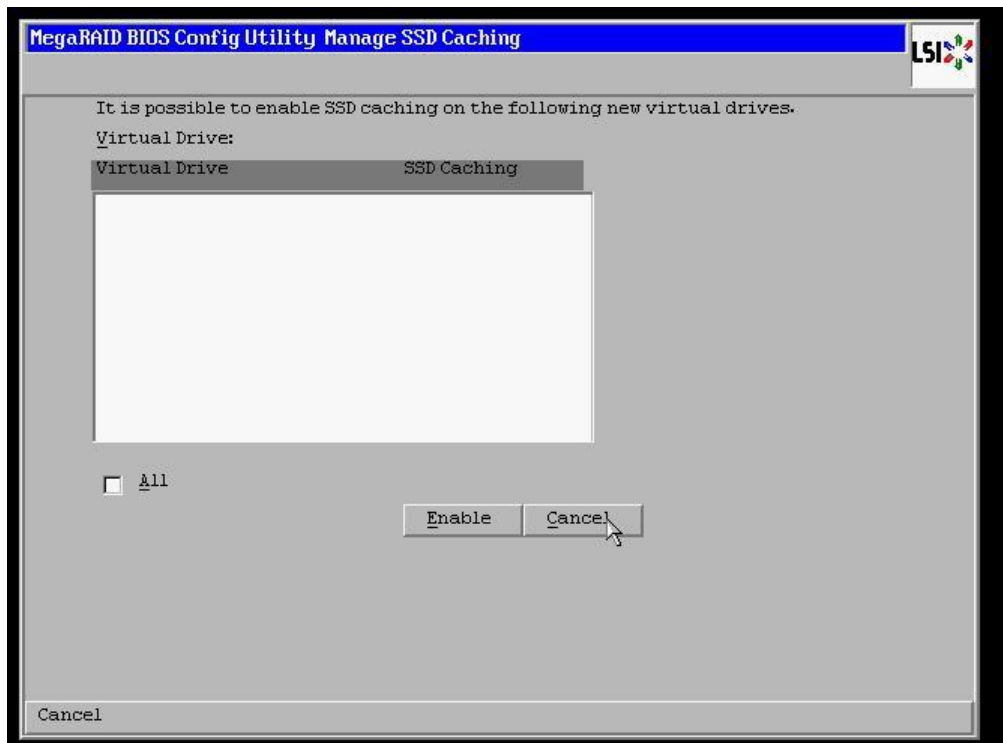 MegaRAID BIOS Config Utility Manage SSD Caching
LSI
It is possible to enable SSD caching on the following new virtual drives.
Virtual Drive:
Virtual Drive SSD Caching
All
Enable Cancel
Cancel